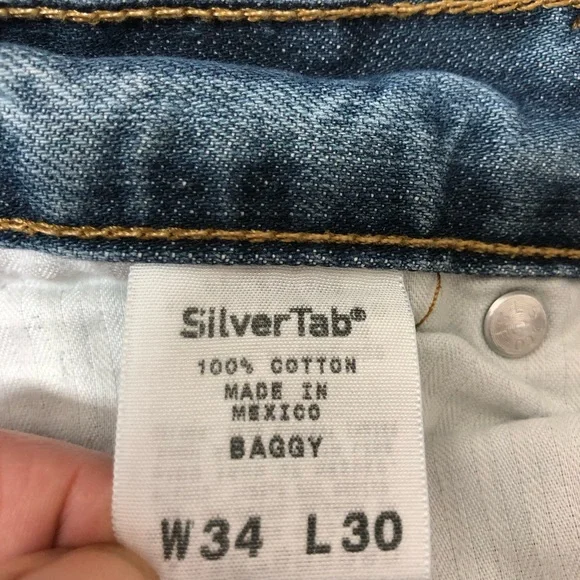 SilverTab®
100% COTTON
MADE IN
MEXICO
BAGGY
W34 L30